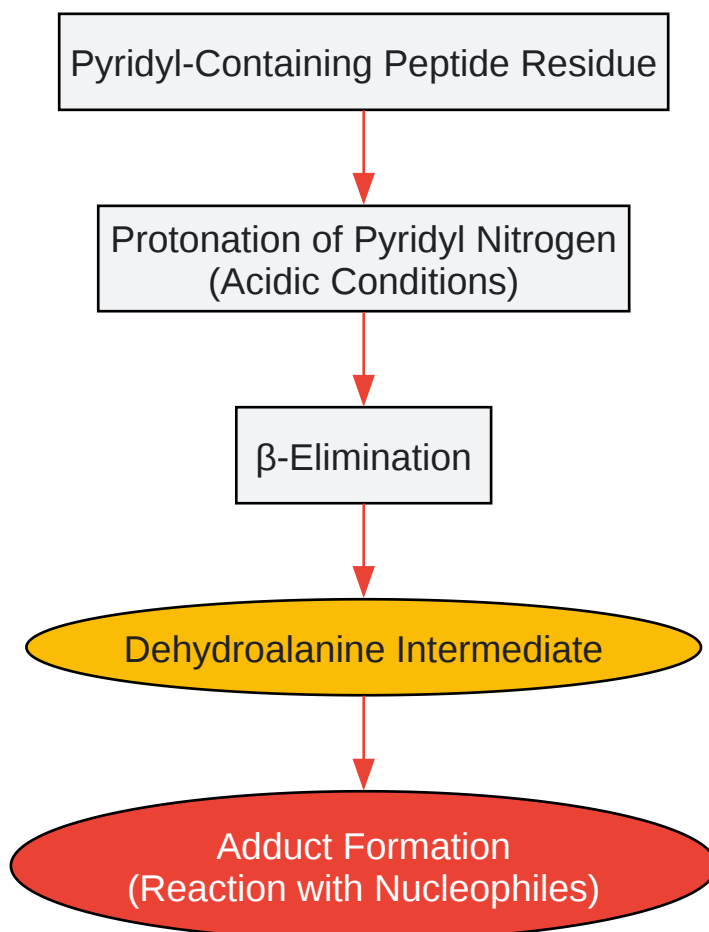 Pyridyl-Containing Peptide Residue
Protonation of Pyridyl Nitrogen
(Acidic Conditions)
β-Elimination
Dehydroalanine Intermediate
Adduct Formation
(Reaction with Nucleophiles)